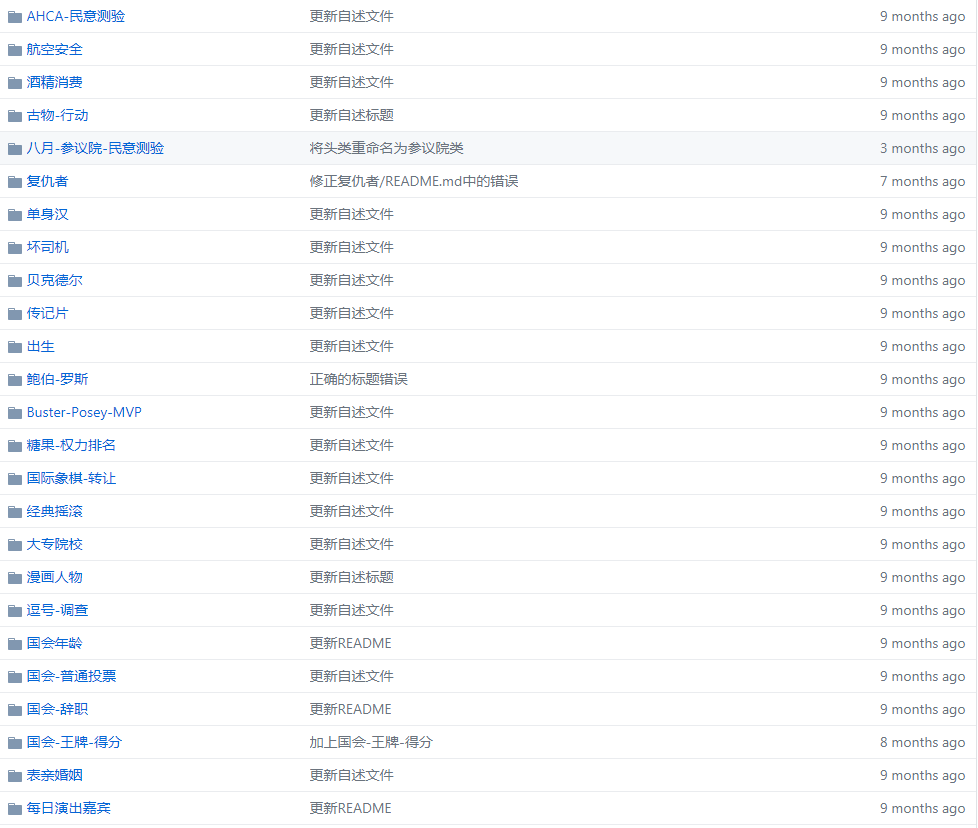 AHCA-民意测验 更新自述文件 9 months ago
航空安全 更新自述文件 9 months ago
酒精消费 更新自述文件 9 months ago
古物-行动 更新自述标题 9 months ago
八月-参议院-民意测验 将头类重命名为参议院类 3 months ago
复仇者 修正复仇者/README.md中的错误 7 months ago
单身汉 更新自述文件 9 months ago
坏司机 更新自述文件 9 months ago
贝克德尔 更新自述文件 9 months ago
传记片 更新自述文件 9 months ago
出生 更新自述文件 9 months ago
鲍伯-罗斯 正确的标题错误 9 months ago
Buster-Posey-MVP 更新自述文件 9 months ago
糖果-权力排名 更新自述文件 9 months ago
国际象棋-转让 更新自述文件 9 months ago
经典摇滚 更新自述文件 9 months ago
大专院校 更新自述文件 9 months ago
漫画人物 更新自述标题 9 months ago
逗号-调查 更新自述文件 9 months ago
国会年龄 更新README 9 months ago
国会-普通投票 更新自述文件 9 months ago
国会-辞职 更新README 9 months ago
国会-王牌-得分 加上国会-王牌-得分 8 months ago
表亲婚姻 更新自述文件 9 months ago
每日演出嘉宾 更新README 9 months ago